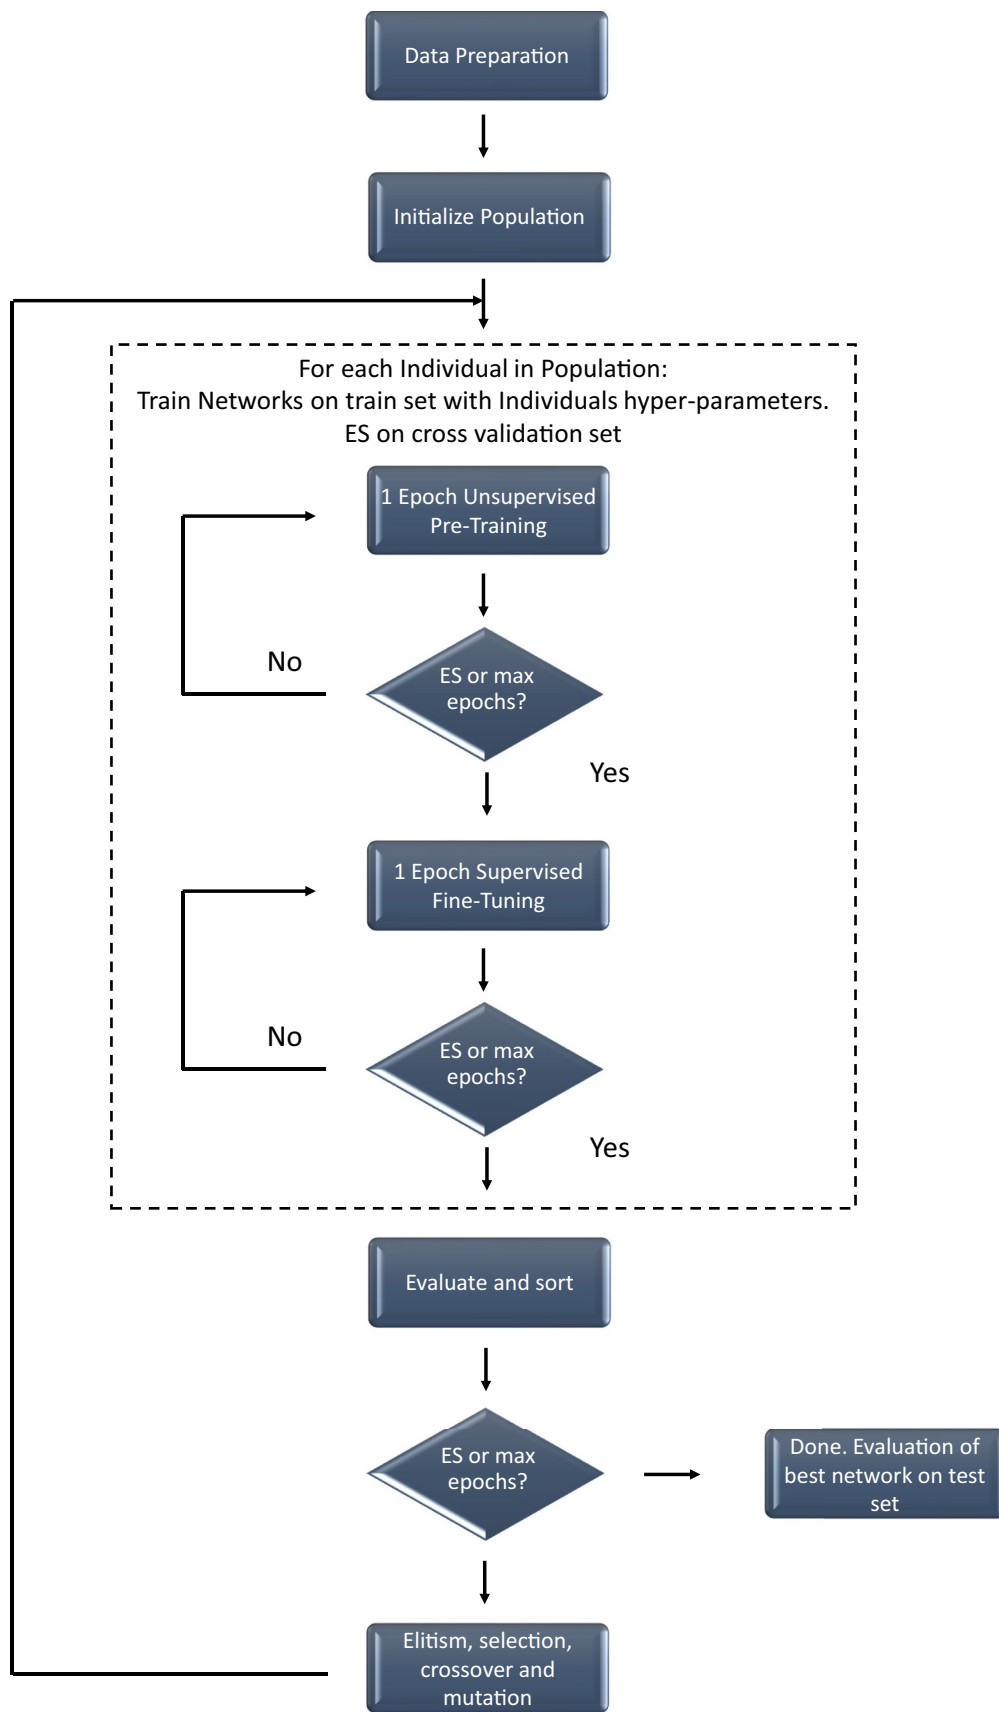 Data Preparation
Initialize Population
For each Individual in Population:
Train Networks on train set with Individuals hyper-parameters.
ES on cross validation set
1 Epoch Unsupervised
Pre-Training
No
ES or max
epochs?
Yes
1 Epoch Supervised
Fine-Tuning
No
ES or max
epochs?
Yes
Evaluate and sort
ES or max
epochs?
Done. Evaluation of
best network on test
set
Elitism, selection,
crossover and
mutation